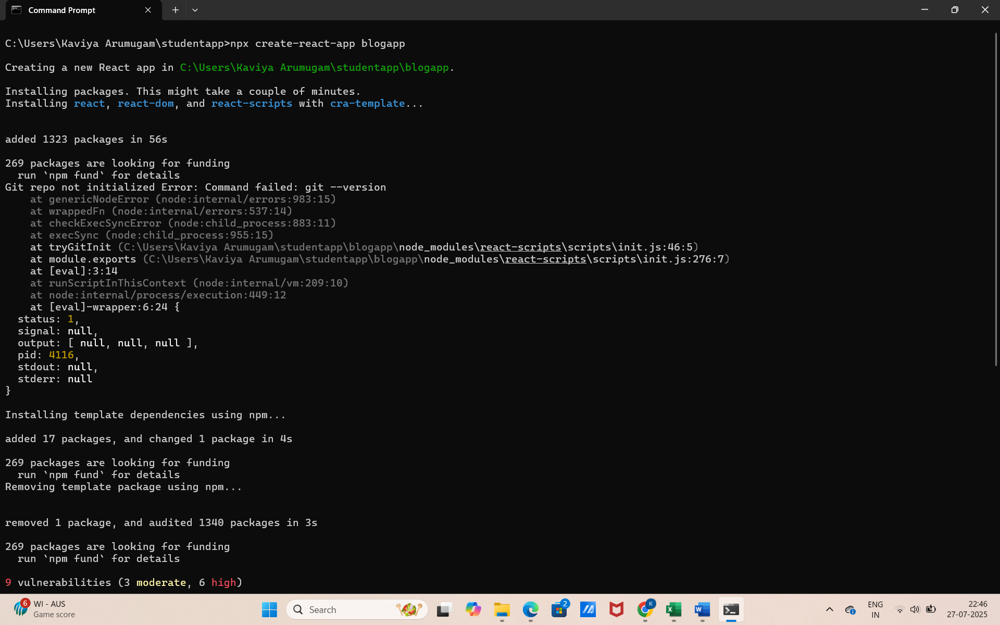 Command Prompt
C:\Users\Kaviya Arumugam\studentapp>npx create-react-app blogapp
Creating a new React app in C:\Users\Kaviya Arumugam\studentapp\blogapp.
Installing packages. This might take a couple of minutes.
Installing react, react-dom, and react-scripts with cra-template...
added 1323 packages in 56s
269 packages are looking for funding
  run `npm fund` for details
Git repo not initialized Error: Command failed: git --version
    at genericNodeError (node:internal/errors:983:15)
    at wrappedFn (node:internal/errors:537:14)
    at checkExecSyncError (node:child_process:883:11)
    at execSync (node:child_process:955:15)
    at tryGitInit (C:\Users\Kaviya Arumugam\studentapp\blogapp\node_modules\react-scripts\scripts\init.js:46:5)
    at module.exports (C:\Users\Kaviya Arumugam\studentapp\blogapp\node_modules\react-scripts\scripts\init.js:276:7)
    at [eval]:3:14
    at runScriptInThisContext (node:internal/vm:209:10)
    at node:internal/process/execution:449:12
    at [eval]-wrapper:6:24 {
  status: 1,
  signal: null,
  output: [ null, null, null ],
  pid: 4116,
  stdout: null,
  stderr: null
}
Installing template dependencies using npm...
added 17 packages, and changed 1 package in 4s
269 packages are looking for funding
  run `npm fund` for details
Removing template package using npm...
removed 1 package, and audited 1340 packages in 3s
269 packages are looking for funding
  run `npm fund` for details
9 vulnerabilities (3 moderate, 6 high)
6
WI - AUS
Game score
Search
2
K
X
W
ENG
IN
22:46
27-07-2025